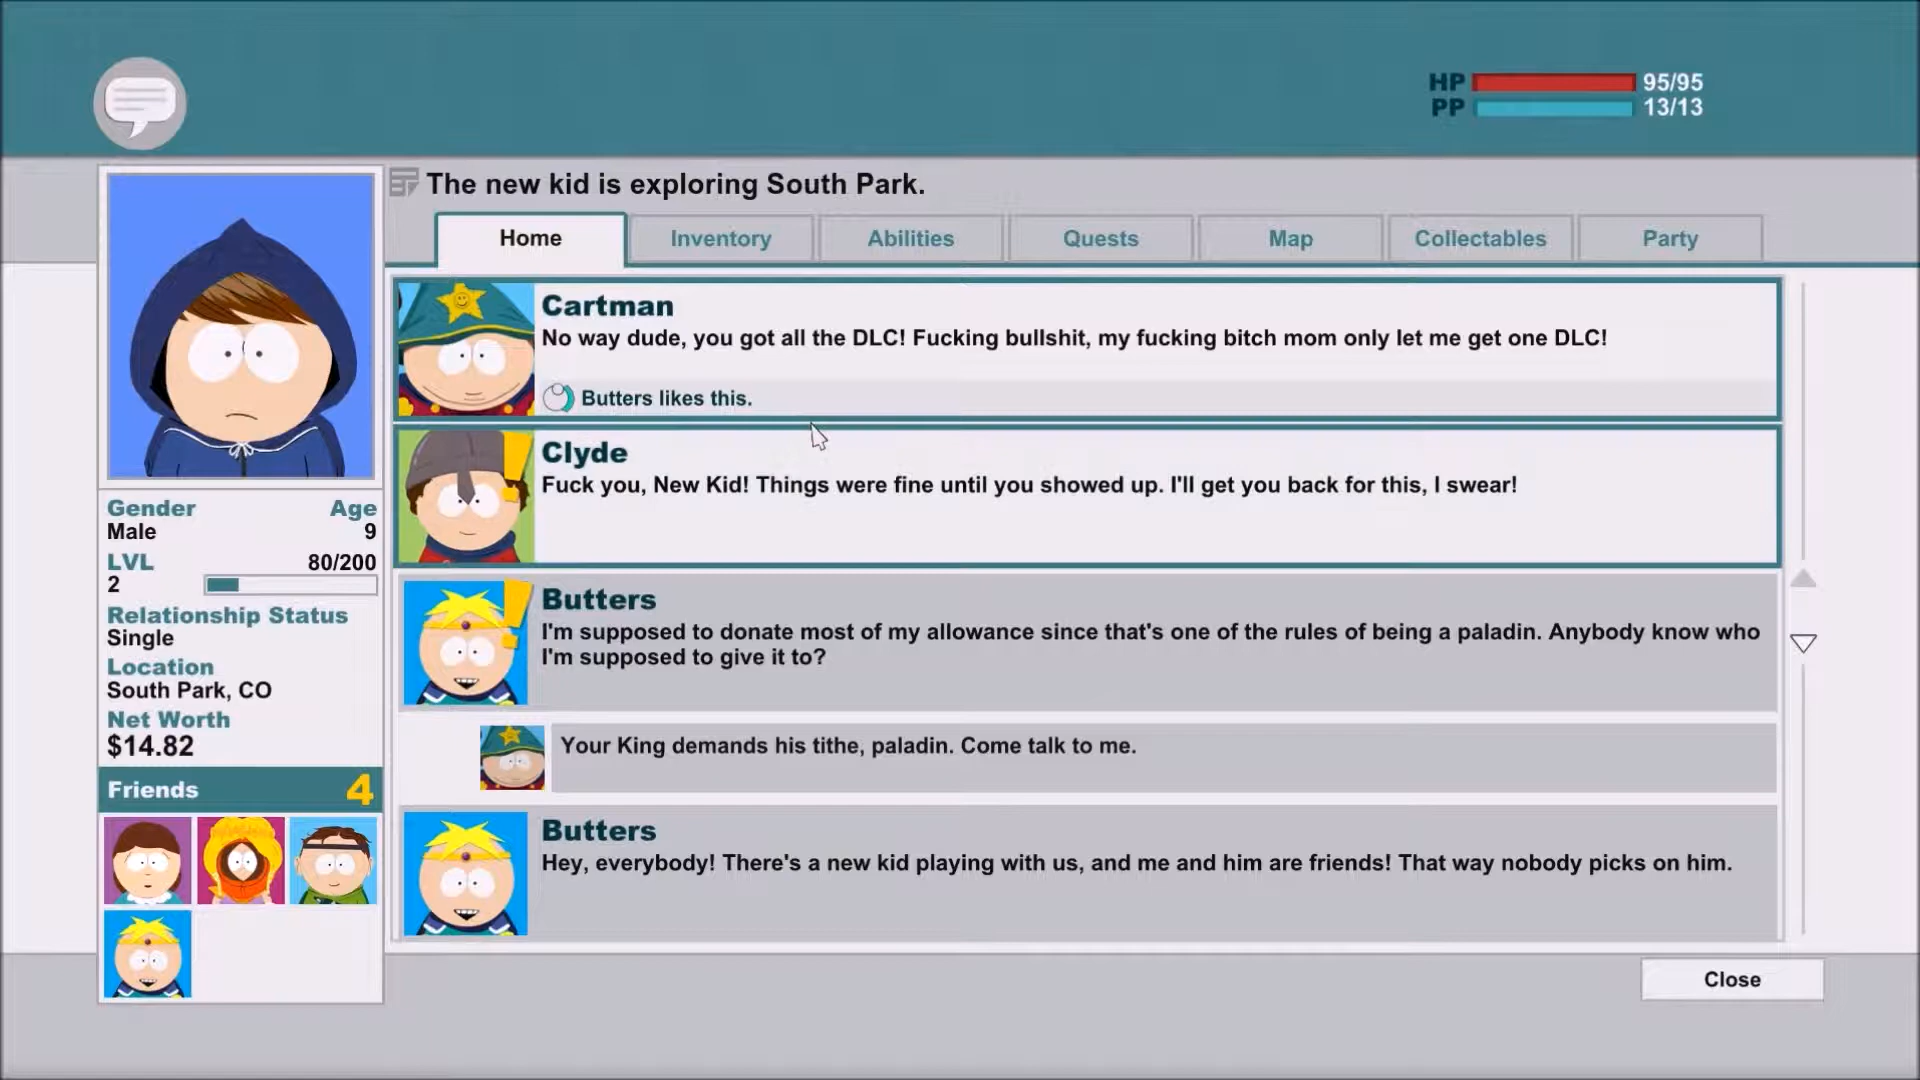 HP 95/95
PP 13/13
The new kid is exploring South Park.
Home Inventory Abilities Quests Map Collectables Party
Cartman
No way dude, you got all the DLC! Fucking bullshit, my fucking bitch mom only let me get one DLC!
Butters likes this.
Clyde
Fuck you, New Kid! Things were fine until you showed up. I'll get you back for this, I swear!
Gender Age
Male 9
LVL 80/200
2
Relationship Status
Single
Location
South Park, CO
Net Worth
$14.82
Friends 4
Butters
I'm supposed to donate most of my allowance since that's one of the rules of being a paladin. Anybody know who
I'm supposed to give it to?
Your King demands his tithe, paladin. Come talk to me.
Butters
Hey, everybody! There's a new kid playing with us, and me and him are friends! That way nobody picks on him.
Close